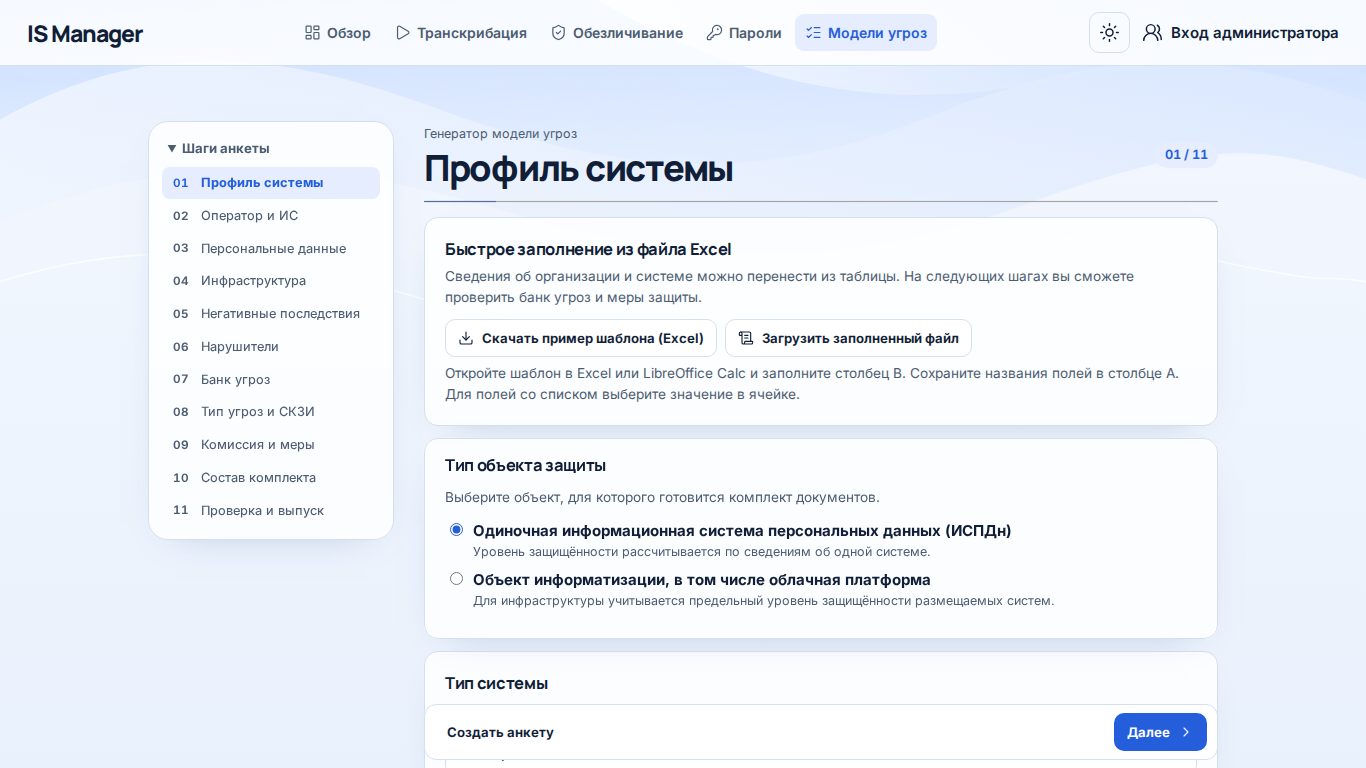 IS Manager
Обзор
Транскрибация
Обезличивание
Пароли
Модели угроз
Вход администратора
Шаги анкеты
01 Профиль системы
02 Оператор и ИС
03 Персональные данные
04 Инфраструктура
05 Негативные последствия
06 Нарушители
07 Банк угроз
08 Тип угроз и СКЗИ
09 Комиссия и меры
10 Состав комплекта
11 Проверка и выпуск
Генератор модели угроз
Профиль системы
01 / 11
Быстрое заполнение из файла Excel
Сведения об организации и системе можно перенести из таблицы. На следующих шагах вы сможете
проверить банк угроз и меры защиты.
Скачать пример шаблона (Excel)
Загрузить заполненный файл
Откройте шаблон в Excel или LibreOffice Calc и заполните столбец B. Сохраните названия полей в столбце A.
Для полей со списком выберите значение в ячейке.
Тип объекта защиты
Выберите объект, для которого готовится комплект документов.
Одиночная информационная система персональных данных (ИСПДн)
Уровень защищённости рассчитывается по сведениям об одной системе.
Объект информатизации, в том числе облачная платформа
Для инфраструктуры учитывается предельный уровень защищённости размещаемых систем.
Тип системы
Создать анкету
Далее